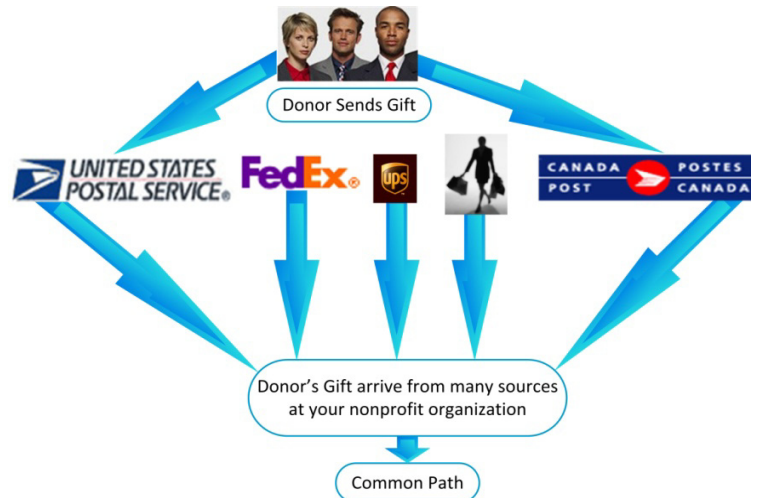 Donor Sends Gift
UNITED STATES
POSTAL SERVICE®
FedEx®
ups
CANADA POSTES
POST CANADA
Donor's Gift arrive from many sources
at your nonprofit organization
Common Path